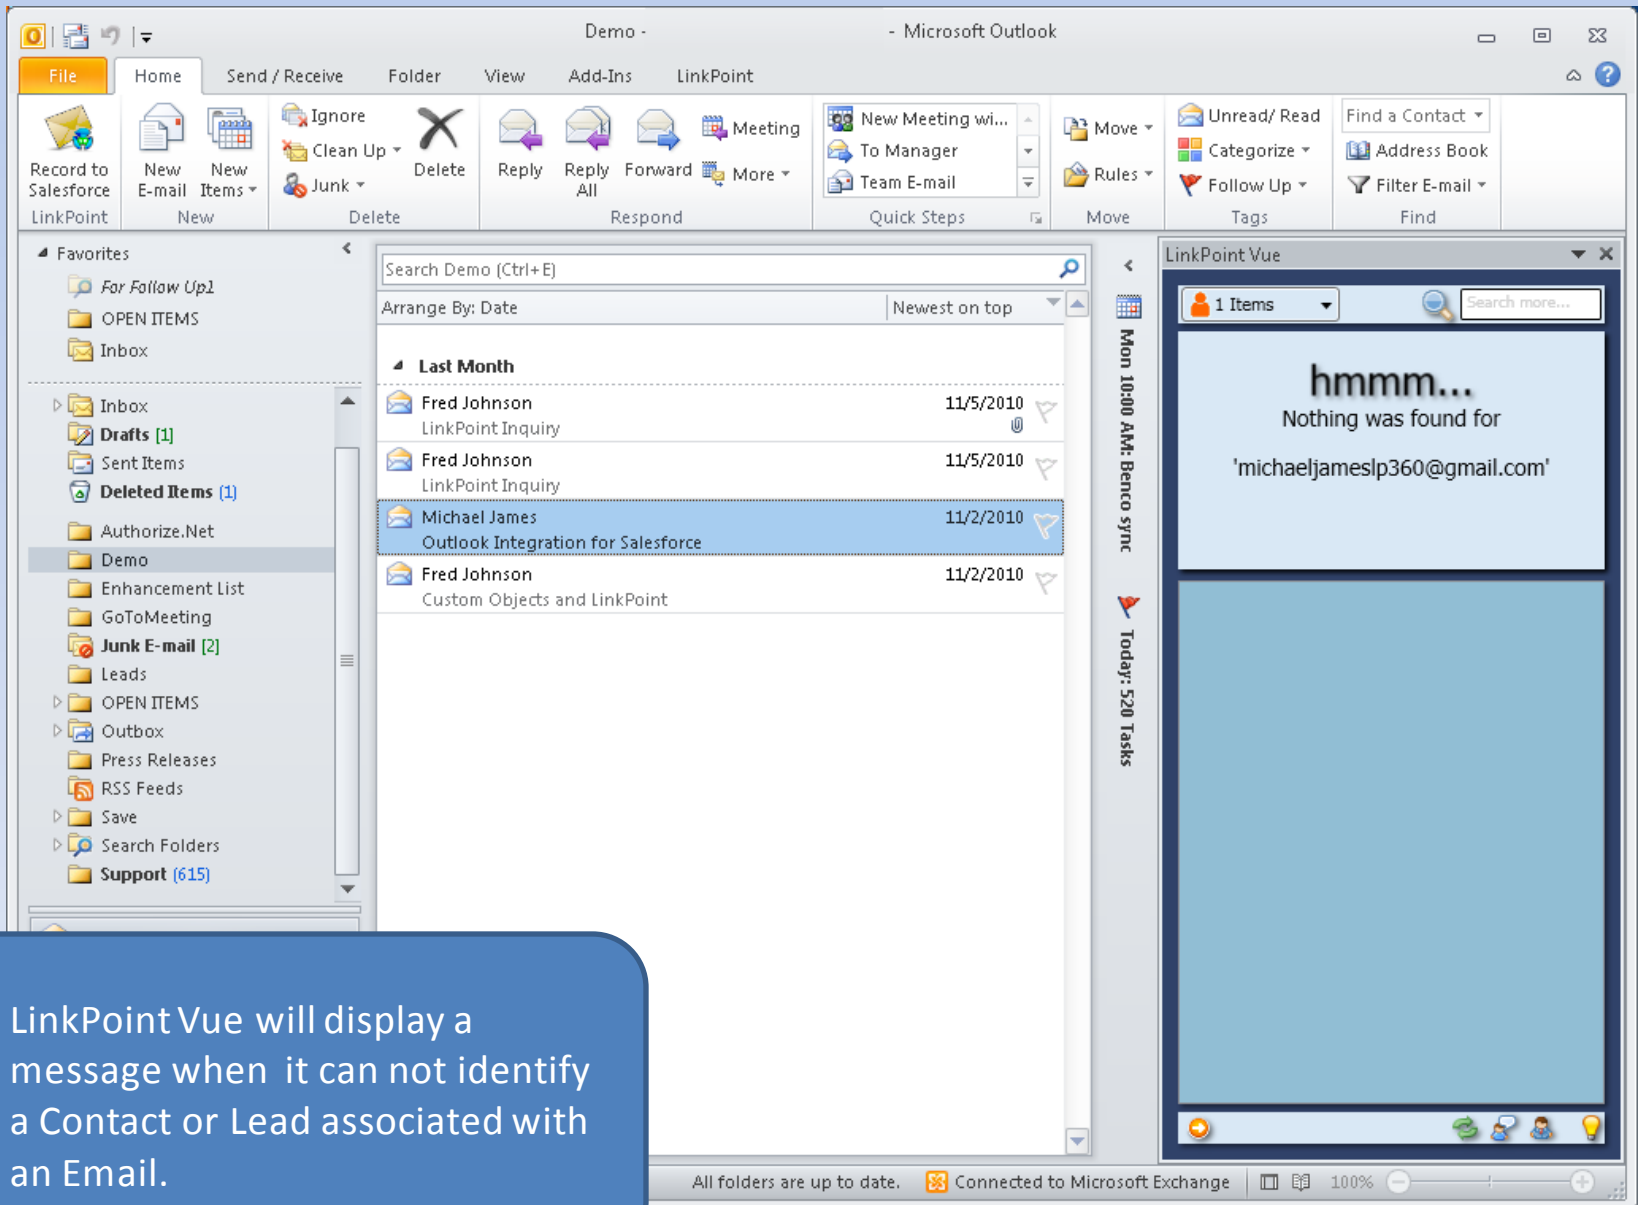 Demo - - Microsoft Outlook
File Home Send / Receive Folder View Add-Ins LinkPoint
Record to Salesforce
LinkPoint
New E-mail
New Items
New
Ignore
Clean Up
Junk
Delete
Delete
Reply
Reply All
Forward
Meeting
More
Respond
New Meeting wi...
To Manager
Team E-mail
Quick Steps
Move
Rules
Move
Unread/ Read
Categorize
Follow Up
Tags
Find a Contact
Address Book
Filter E-mail
Find
Favorites
For Follow Up1
OPEN ITEMS
Inbox
Inbox
Drafts [1]
Sent Items
Deleted Items (1)
Authorize.Net
Demo
Enhancement List
GoToMeeting
Junk E-mail [2]
Leads
OPEN ITEMS
Outbox
Press Releases
RSS Feeds
Save
Search Folders
Support (615)
Search Demo (Ctrl+E)
Arrange By: Date Newest on top
Last Month
Fred Johnson 11/5/2010
LinkPoint Inquiry
Fred Johnson 11/5/2010
LinkPoint Inquiry
Michael James 11/2/2010
Outlook Integration for Salesforce
Fred Johnson 11/2/2010
Custom Objects and LinkPoint
Mon 10:00 AM: Benco sync
Today: 520 Tasks
LinkPoint Vue
1 Items
Search more...
hmmm...
Nothing was found for
'michaeljameslp360@gmail.com'
LinkPoint Vue will display a
message when it can not identify
a Contact or Lead associated with
an Email.
All folders are up to date. Connected to Microsoft Exchange 100%